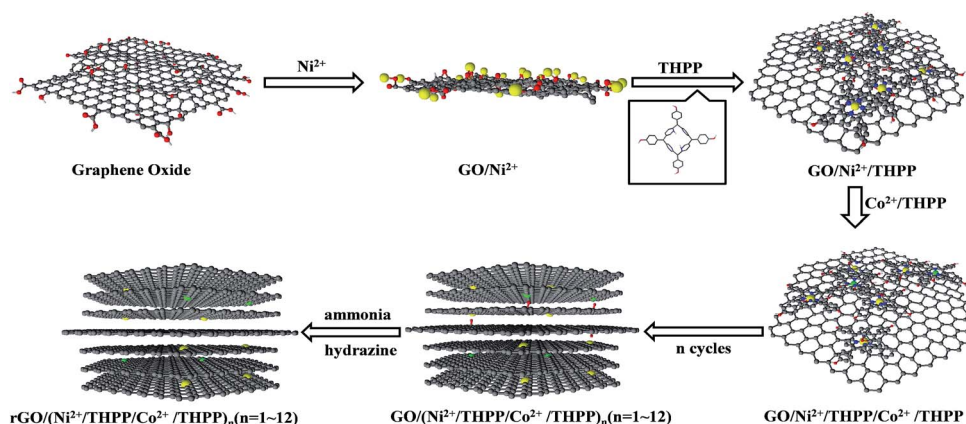 Ni²⁺
THPP
Graphene Oxide
GO/Ni²⁺
GO/Ni²⁺/THPP
Co²⁺/THPP
ammonia
hydrazine
n cycles
rGO/(Ni²⁺/THPP/Co²⁺ /THPP)ₙ(n=1~12)
GO/(Ni²⁺/THPP/Co²⁺ /THPP)ₙ(n=1~12)
GO/Ni²⁺/THPP/Co²⁺ /THPP